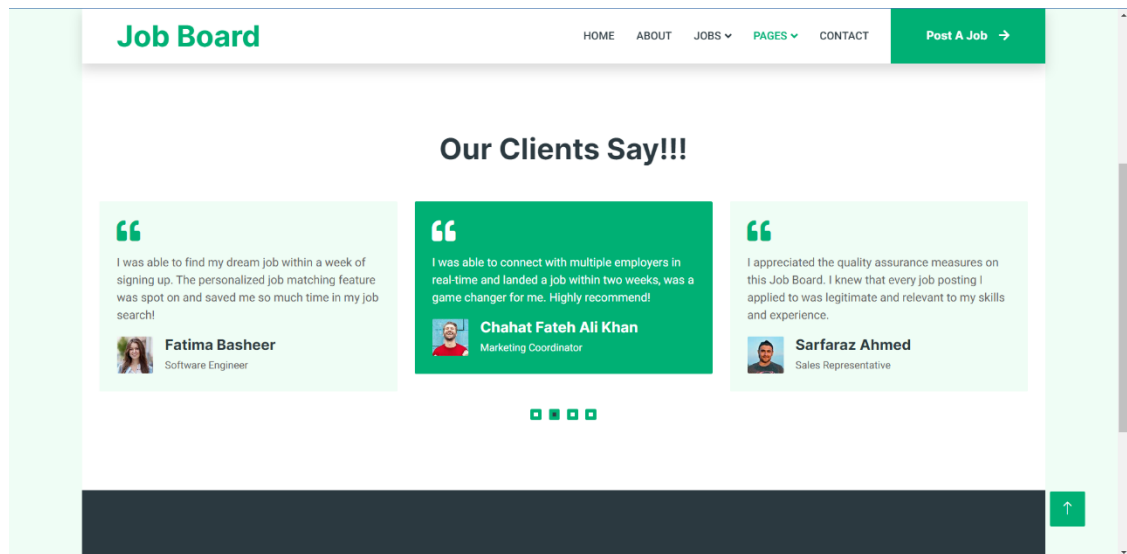 Job Board
HOME ABOUT JOBS PAGES CONTACT Post A Job
Our Clients Say!!!
I was able to find my dream job within a week of
signing up. The personalized job matching feature
was spot on and saved me so much time in my job
search!
Fatima Basheer
Software Engineer
I was able to connect with multiple employers in
real-time and landed a job within two weeks, was a
game changer for me. Highly recommend!
Chahat Fateh Ali Khan
Marketing Coordinator
I appreciated the quality assurance measures on
this Job Board. I knew that every job posting I
applied to was legitimate and relevant to my skills
and experience.
Sarfaraz Ahmed
Sales Representative